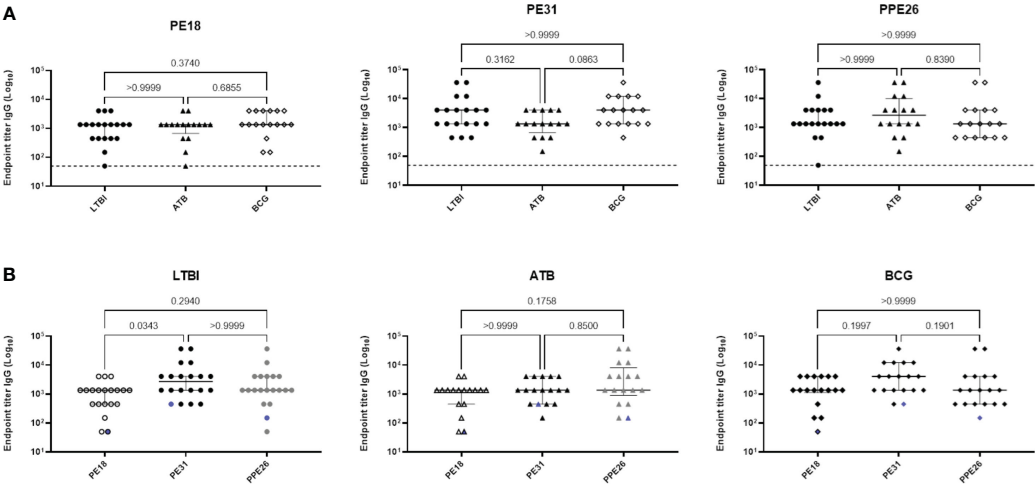 A
PE18
0.3740
>0.9999
0.6855
Endpoint titer IgG (Log10)
10^5
10^4
10^3
10^2
10^1
LTBI
ATB
BCG
PE31
>0.9999
0.3162
0.0863
Endpoint titer IgG (Log10)
10^5
10^4
10^3
10^2
10^1
LTBI
ATB
BCG
PPE26
>0.9999
>0.9999
0.8390
Endpoint titer IgG (Log10)
10^5
10^4
10^3
10^2
10^1
LTBI
ATB
BCG
B
LTBI
0.2940
0.0343
>0.9999
Endpoint titer IgG (Log10)
10^5
10^4
10^3
10^2
10^1
PE18
PE31
PPE26
ATB
0.1758
>0.9999
0.8500
Endpoint titer IgG (Log10)
10^5
10^4
10^3
10^2
10^1
PE18
PE31
PPE26
BCG
>0.9999
0.1997
0.1901
Endpoint titer IgG (Log10)
10^5
10^4
10^3
10^2
10^1
PE18
PE31
PPE26